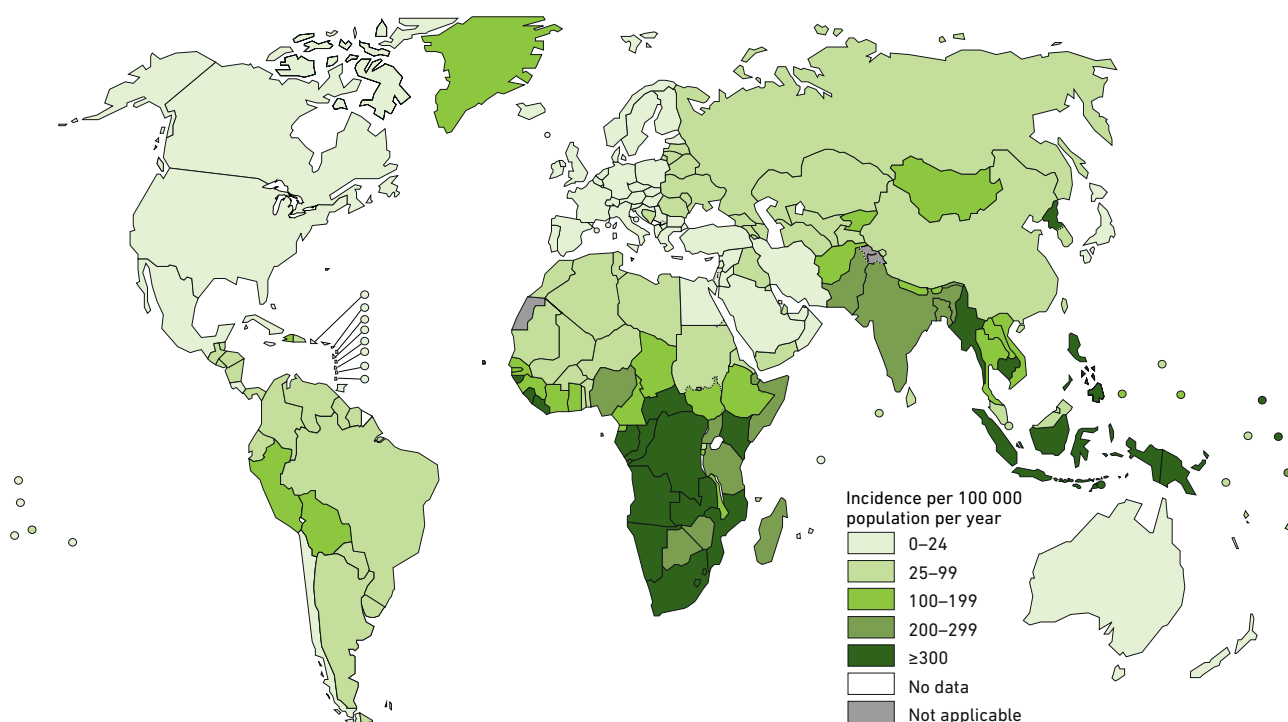 Incidence per 100 000
population per year
0–24
25–99
100–199
200–299
≥300
No data
Not applicable